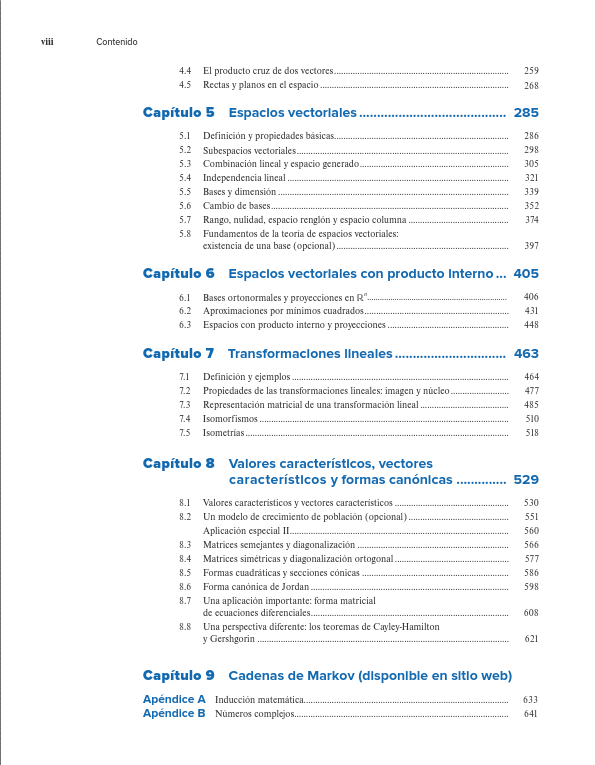 viii Contenido
4.4 El producto cruz de dos vectores 259
4.5 Rectas y planos en el espacio 268
Capítulo 5 Espacios vectoriales 285
5.1 Definición y propiedades básicas 286
5.2 Subespacios vectoriales 298
5.3 Combinación lineal y espacio generado 305
5.4 Independencia lineal 321
5.5 Bases y dimensión 339
5.6 Cambio de bases 352
5.7 Rango, nulidad, espacio renglón y espacio columna 374
5.8 Fundamentos de la teoría de espacios vectoriales:
existencia de una base (opcional) 397
Capítulo 6 Espacios vectoriales con producto interno 405
6.1 Bases ortonormales y proyecciones en ℝⁿ 406
6.2 Aproximaciones por mínimos cuadrados 431
6.3 Espacios con producto interno y proyecciones 448
Capítulo 7 Transformaciones lineales 463
7.1 Definición y ejemplos 464
7.2 Propiedades de las transformaciones lineales: imagen y núcleo 477
7.3 Representación matricial de una transformación lineal 485
7.4 Isomorfismos 510
7.5 Isometrías 518
Capítulo 8 Valores característicos, vectores
característicos y formas canónicas 529
8.1 Valores característicos y vectores característicos 530
8.2 Un modelo de crecimiento de población (opcional) 551
Aplicación especial II 560
8.3 Matrices semejantes y diagonalización 566
8.4 Matrices simétricas y diagonalización ortogonal 577
8.5 Formas cuadráticas y secciones cónicas 586
8.6 Forma canónica de Jordan 598
8.7 Una aplicación importante: forma matricial
de ecuaciones diferenciales 608
8.8 Una perspectiva diferente: los teoremas de Cayley-Hamilton
y Gershgorin 621
Capítulo 9 Cadenas de Markov (disponible en sitio web)
Apéndice A Inducción matemática 633
Apéndice B Números complejos 641